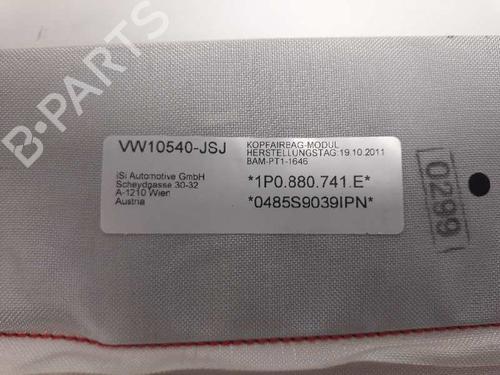 VW10540-JSJ
iSi Automotive GmbH
Scheydgasse 30-32
A-1210 Wien
Austria
KOPFAIREAG-MODUL
HERSTELLUNGSTAG:19.10.2011
BAM-PT1-1646
*1P0.880.741.E*
*0485S9039IPN*
0299
B-PARTS